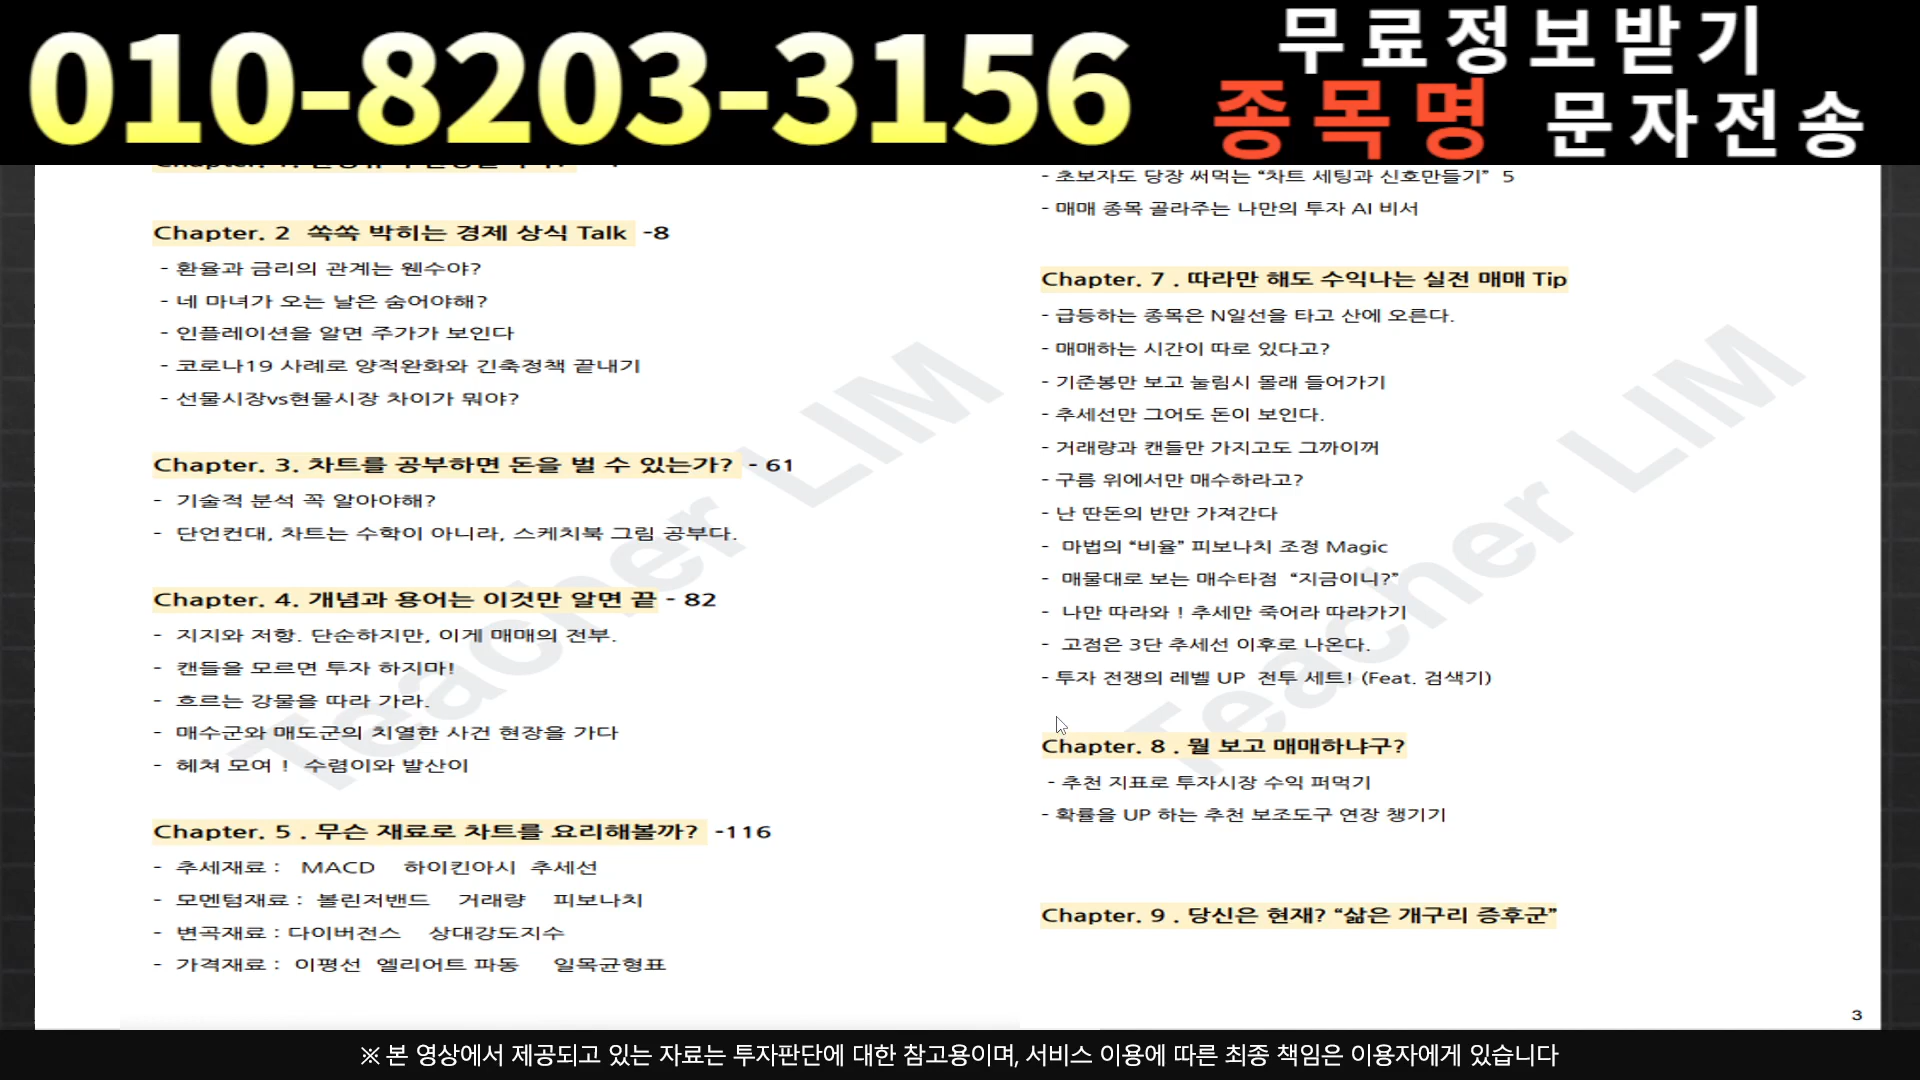 010-8203-3156
무료정보받기
종목명 문자전송
Chapter. 2 쏙쏙 박히는 경제 상식 Talk -8
- 환율과 금리의 관계는 웬수야?
- 네 마녀가 오는 날은 숨어야해?
- 인플레이션을 알면 주가가 보인다
- 코로나19 사례로 양적완화와 긴축정책 끝내기
- 선물시장vs현물시장 차이가 뭐야?
Chapter. 3. 차트를 공부하면 돈을 벌 수 있는가? - 61
- 기술적 분석 꼭 알아야해?
- 단언컨대, 차트는 수학이 아니라, 스케치북 그림 공부다.
Chapter. 4. 개념과 용어는 이것만 알면 끝 - 82
- 지지와 저항. 단순하지만, 이게 매매의 전부.
- 캔들을 모르면 투자 하지마!
- 흐르는 강물을 따라 가라.
- 매수군와 매도군의 치열한 사건 현장을 가다
- 헤쳐 모여 ! 수렴이와 발산이
Chapter. 5 . 무슨 재료로 차트를 요리해볼까? -116
- 추세재료 : MACD 하이킨아시 추세선
- 모멘텀재료 : 볼린저밴드 거래량 피보나치
- 변곡재료 : 다이버전스 상대강도지수
- 가격재료 : 이평선 엘리어트 파동 일목균형표
- 초보자도 당장 써먹는 “차트 세팅과 신호만들기” 5
- 매매 종목 골라주는 나만의 투자 AI 비서
Chapter. 7 . 따라만 해도 수익나는 실전 매매 Tip
- 급등하는 종목은 N일선을 타고 산에 오른다.
- 매매하는 시간이 따로 있다고?
- 기준봉만 보고 눌림시 몰래 들어가기
- 추세선만 그어도 돈이 보인다.
- 거래량과 캔들만 가지고도 그까이꺼
- 구름 위에서만 매수하라고?
- 난 딴돈의 반만 가져간다
- 마법의 “비율” 피보나치 조정 Magic
- 매물대로 보는 매수타점 “지금이니?”
- 나만 따라와 ! 추세만 죽어라 따라가기
- 고점은 3단 추세선 이후로 나온다.
- 투자 전쟁의 레벨 UP 전투 세트! (Feat. 검색기)
Chapter. 8 . 뭘 보고 매매하냐구?
- 추천 지표로 투자시장 수익 퍼먹기
- 확률을 UP 하는 추천 보조도구 연장 챙기기
Chapter. 9 . 당신은 현재? “삶은 개구리 증후군”
Teacher LIM
Teacher LIM
3
※ 본 영상에서 제공되고 있는 자료는 투자판단에 대한 참고용이며, 서비스 이용에 따른 최종 책임은 이용자에게 있습니다